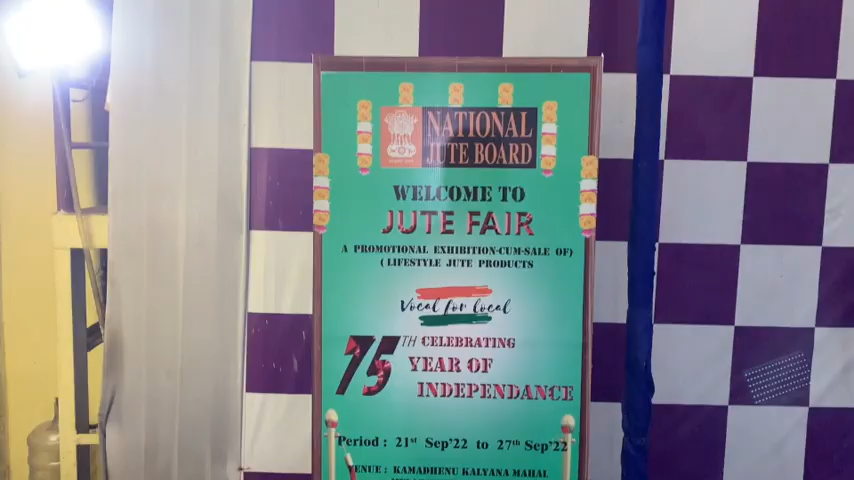 NATIONAL
JUTE BOARD
WELCOME TO
JUTE FAIR
A PROMOTIONAL EXHIBITION-CUM-SALE OF)
( LIFESTYLE JUTE PRODUCTS
Vocal for local
75TH CELEBRATING
YEAR OF
INDEPENDANCE
Period : 21st Sep'22 to 27th Sep'22
VENUE : KAMADHENU KALYANA MAHAL